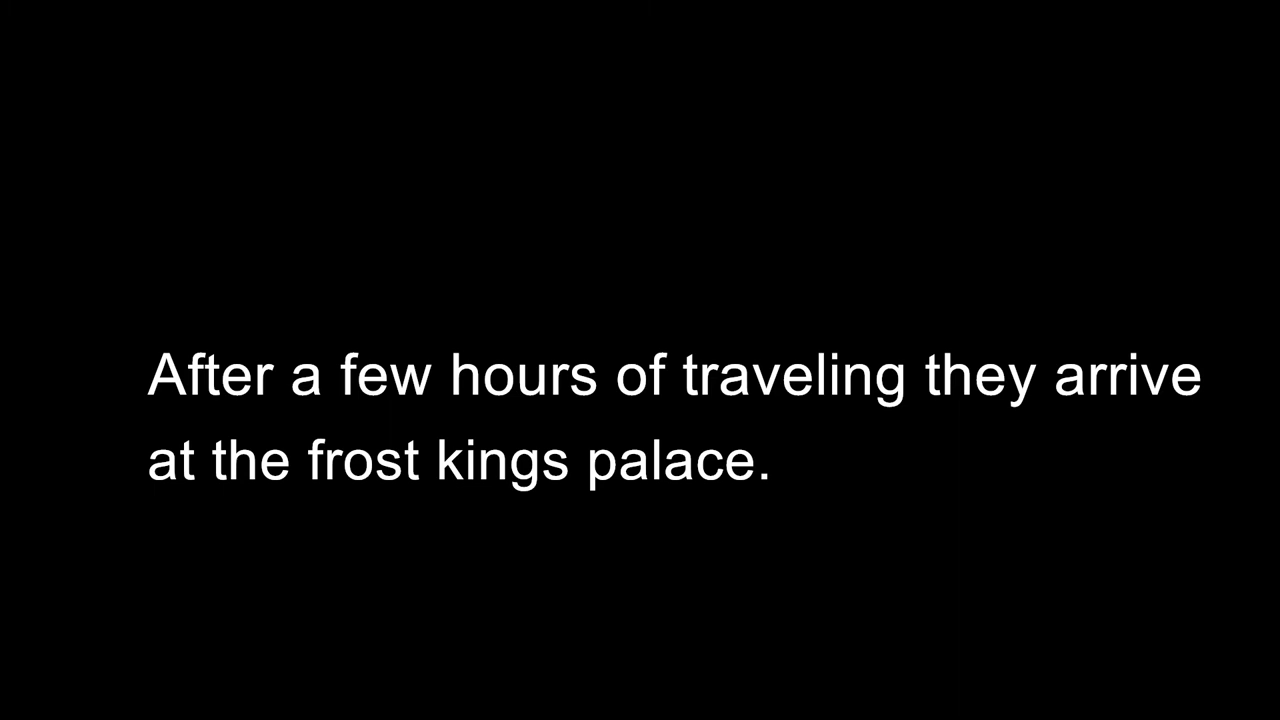 After a few hours of traveling they arrive
at the frost kings palace.